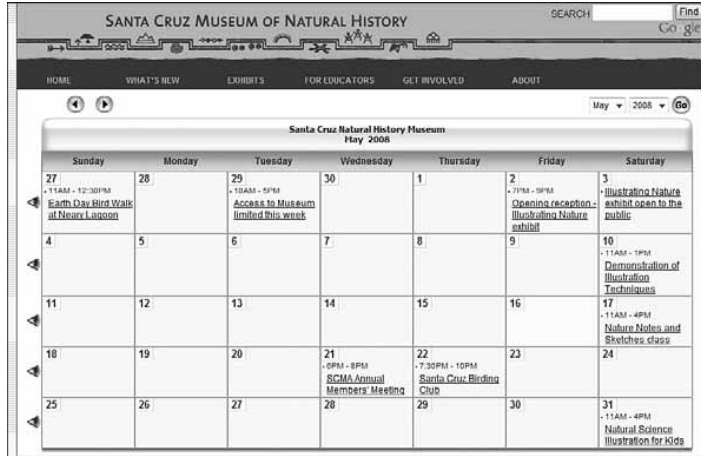 SANTA CRUZ MUSEUM OF NATURAL HISTORY
SEARCH Find
Google
HOME WHAT'S NEW EXHIBITS FOR EDUCATORS GET INVOLVED ABOUT
May 2008 Go
Santa Cruz Natural History Museum
May 2008
Sunday Monday Tuesday Wednesday Thursday Friday Saturday
27 28 29 30 1 2 3
11AM - 12:30PM
Earth Day Bird Walk
at Neary Lagoon
10AM - 5PM
Access to Museum
limited this week
7PM - 9PM
Opening reception -
Illustrating Nature
exhibit
Illustrating Nature
exhibit open to the
public
4 5 6 7 8 9 10
11AM - 1PM
Demonstration of
Illustration
Techniques
11 12 13 14 15 16 17
11AM - 4PM
Nature Notes and
Sketches class
18 19 20 21 22 23 24
6PM - 8PM
SCMA Annual
Members' Meeting
7:30PM - 10PM
Santa Cruz Birding
Club
25 26 27 28 29 30 31
11AM - 4PM
Natural Science
Illustration for Kids